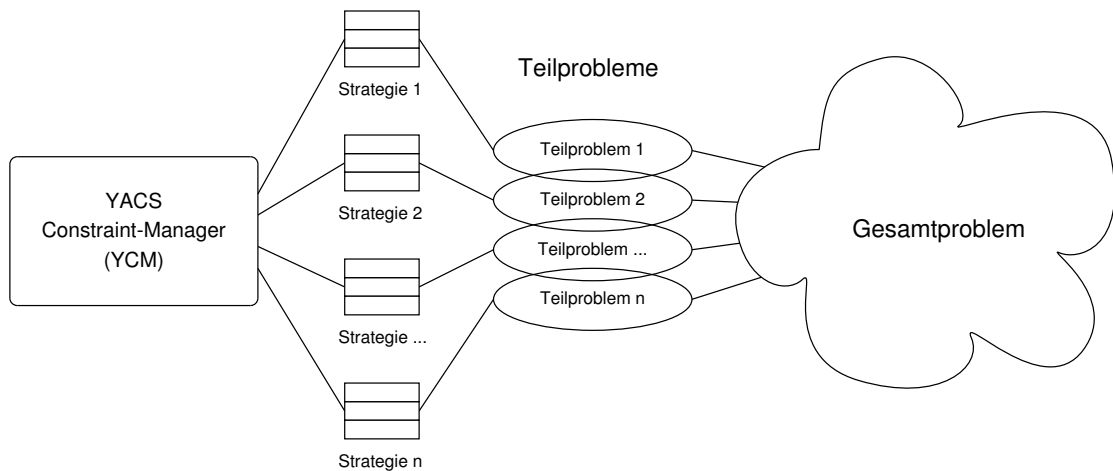 YACS
Constraint-Manager
(YCM)
Strategie 1
Strategie 2
Strategie ...
Strategie n
Teilprobleme
Teilproblem 1
Teilproblem 2
Teilproblem ...
Teilproblem n
Gesamtproblem